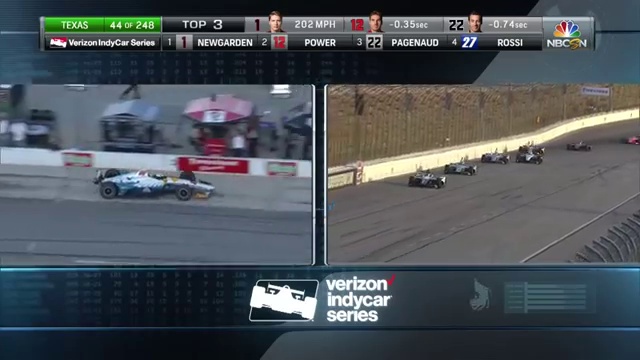 TEXAS 44 OF 248 TOP 3 1 202 MPH 12 -0.35sec 22 -0.74sec
Verizon IndyCar Series 1 1 NEWGARDEN 2 12 POWER 3 22 PAGENAUD 4 27 ROSSI NBCSN
verizon
indycar
series